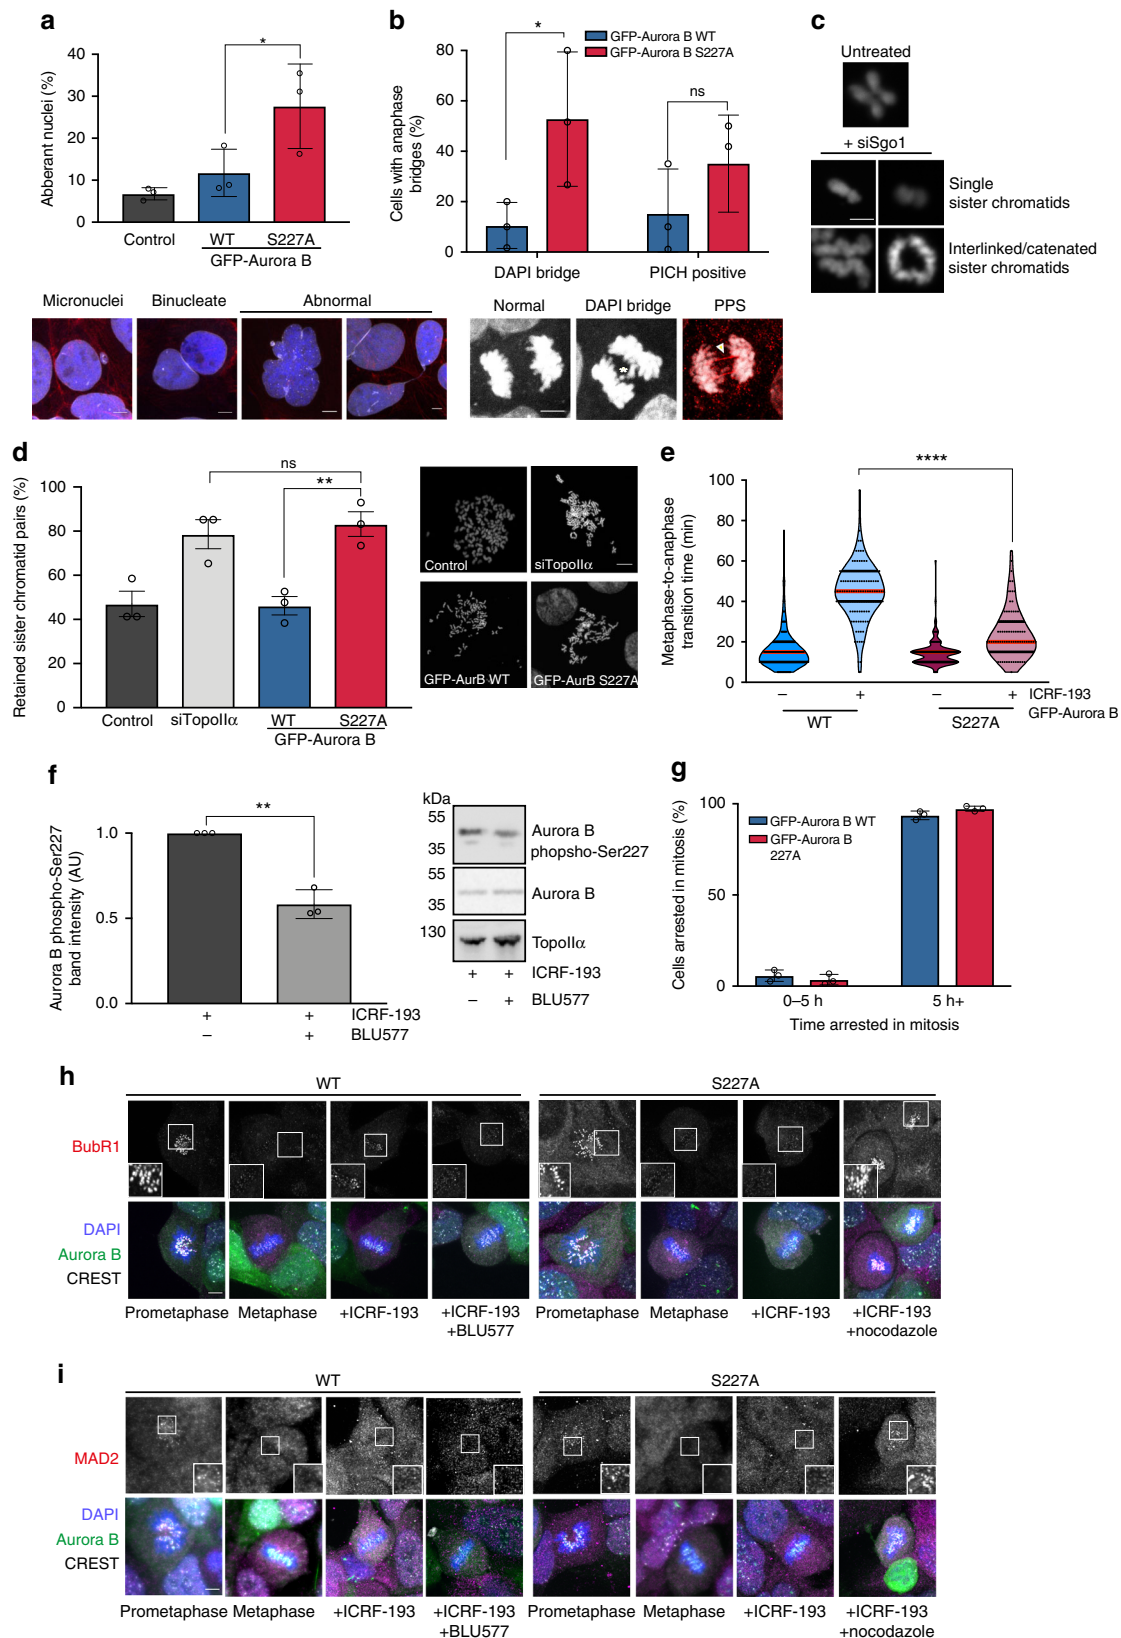 a
*
Abberant nuclei (%)
40
30
20
10
0
Control
WT
S227A
GFP-Aurora B
Micronuclei
Binucleate
Abnormal
b
*
GFP-Aurora B WT
GFP-Aurora B S227A
ns
Cells with anaphase
bridges (%)
80
60
40
20
0
DAPI bridge
PICH positive
Normal
DAPI bridge
PPS
*
c
Untreated
+ siSgo1
Single
sister chromatids
Interlinked/catenated
sister chromatids
d
Retained sister chromatid pairs (%)
ns
**
100
80
60
40
20
0
Control
siTopoIIα
WT
S227A
GFP-Aurora B
Control
siTopoIIα
GFP-AurB WT
GFP-AurB S227A
e
****
Metaphase-to-anaphase
transition time (min)
100
80
60
40
20
0
–
+
–
+
ICRF-193
WT
S227A
GFP-Aurora B
f
**
Aurora B phospho-Ser227
band intensity (AU)
1.0
0.5
0.0
+
+
ICRF-193
–
+
BLU577
kDa
55
35
Aurora B
phopsho-Ser227
55
35
Aurora B
130
TopoIIα
+
+
ICRF-193
–
+
BLU577
g
Cells arrested in mitosis (%)
100
50
0
GFP-Aurora B WT
GFP-Aurora B
227A
0–5 h
5 h+
Time arrested in mitosis
h
WT
S227A
BubR1
DAPI
Aurora B
CREST
Prometaphase
Metaphase
+ICRF-193
+ICRF-193
+BLU577
Prometaphase
Metaphase
+ICRF-193
+ICRF-193
+nocodazole
i
WT
S227A
MAD2
DAPI
Aurora B
CREST
Prometaphase
Metaphase
+ICRF-193
+ICRF-193
+BLU577
Prometaphase
Metaphase
+ICRF-193
+ICRF-193
+nocodazole